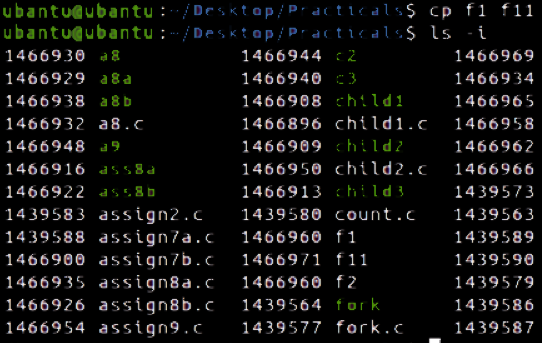 ubantu@ubantu:~/Desktop/Practicals$ cp f1 f11
ubantu@ubantu:~/Desktop/Practicals$ ls -i
1466930 a8 1466944 c2 1466969
1466929 a8a 1466940 c3 1466934
1466938 a8b 1466908 child1 1466965
1466932 a8.c 1466896 child1.c 1466958
1466948 a9 1466909 child2 1466962
1466916 ass8a 1466950 child2.c 1466966
1466922 ass8b 1466913 child3 1439573
1439583 assign2.c 1439580 count.c 1439563
1439588 assign7a.c 1466960 f1 1439589
1466900 assign7b.c 1466971 f11 1439590
1466935 assign8a.c 1466960 f2 1439579
1466926 assign8b.c 1439564 fork 1439586
1466954 assign9.c 1439577 fork.c 1439587